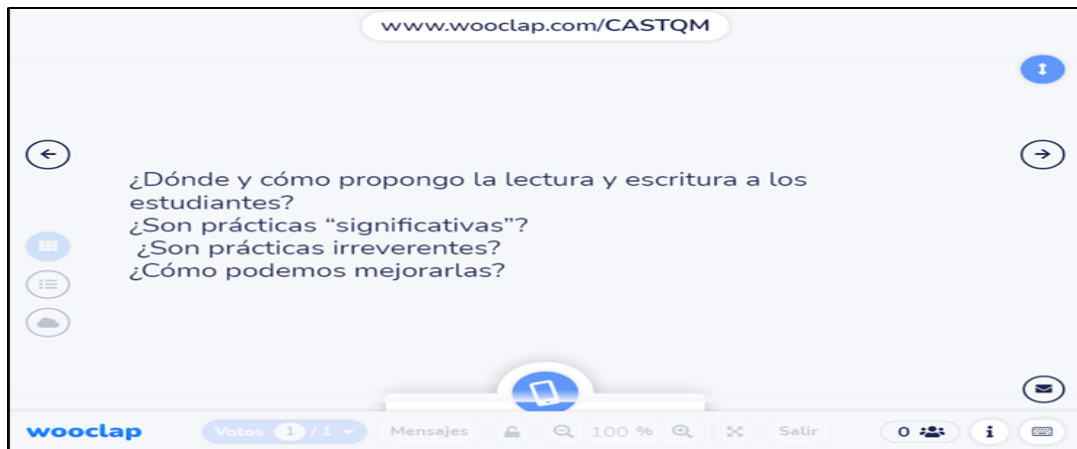 www.wooclap.com/CASTQM
¿Dónde y cómo propongo la lectura y escritura a los
estudiantes?
¿Son prácticas “significativas”?
¿Son prácticas irreverentes?
¿Cómo podemos mejorarlas?
wooclap Votos 1 / 1 Mensajes 100 % Salir 0 i